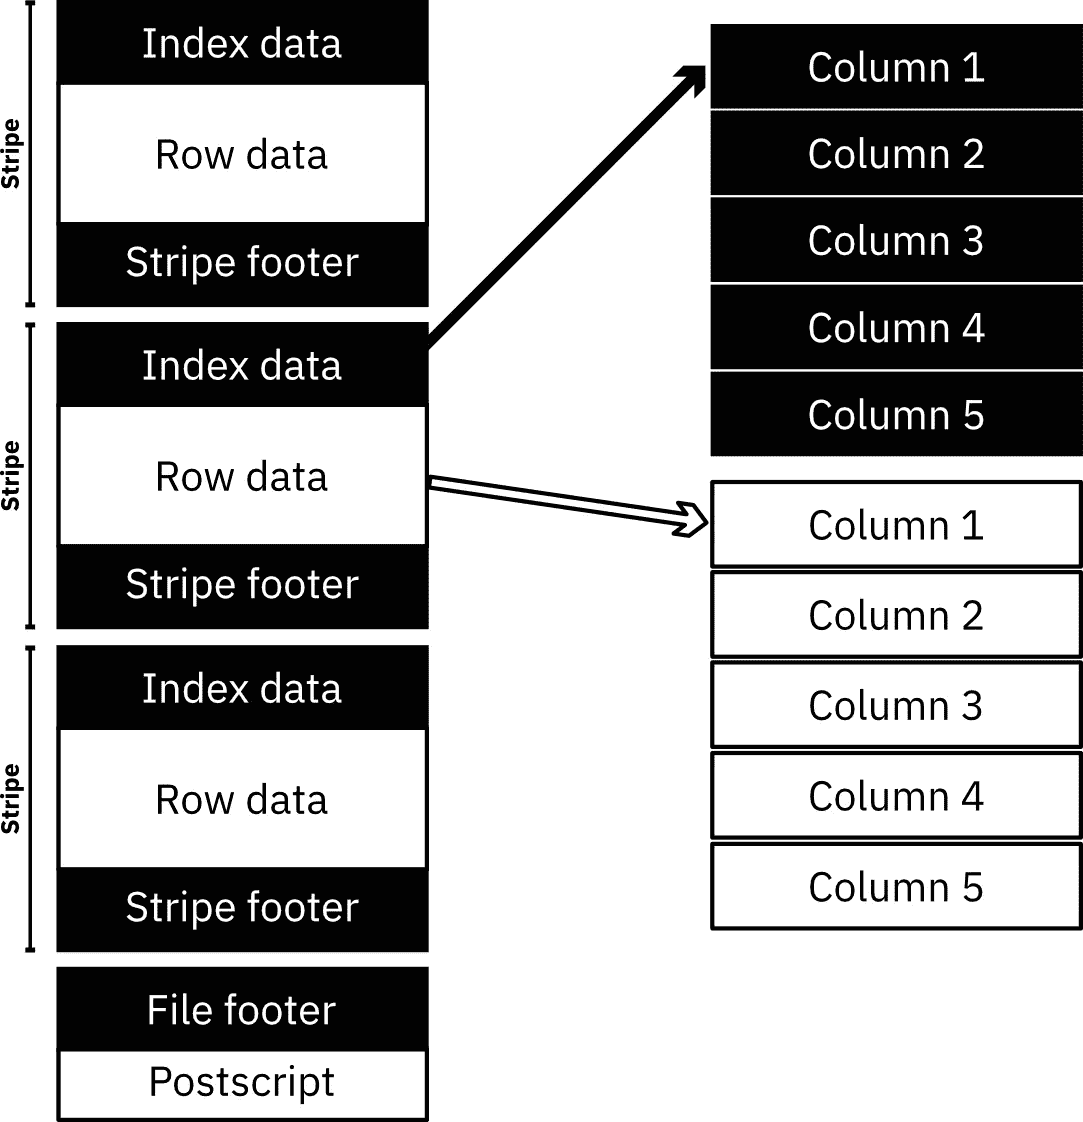 Stripe
Index data
Row data
Stripe footer
Stripe
Index data
Row data
Stripe footer
Stripe
Index data
Row data
Stripe footer
File footer
Postscript
Column 1
Column 2
Column 3
Column 4
Column 5
Column 1
Column 2
Column 3
Column 4
Column 5